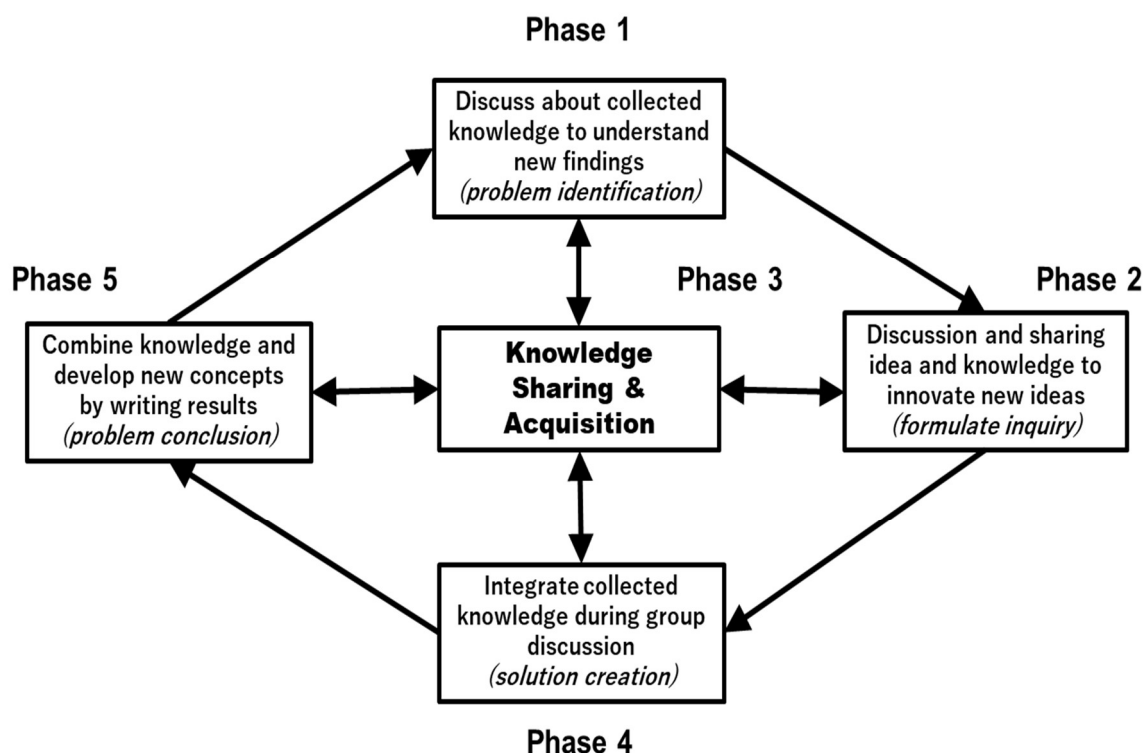 Phase 1
Discuss about collected
knowledge to understand
new findings
(problem identification)
Phase 5
Phase 3
Phase 2
Combine knowledge and
develop new concepts
by writing results
(problem conclusion)
Knowledge
Sharing &
Acquisition
Discussion and sharing
idea and knowledge to
innovate new ideas
(formulate inquiry)
Integrate collected
knowledge during group
discussion
(solution creation)
Phase 4